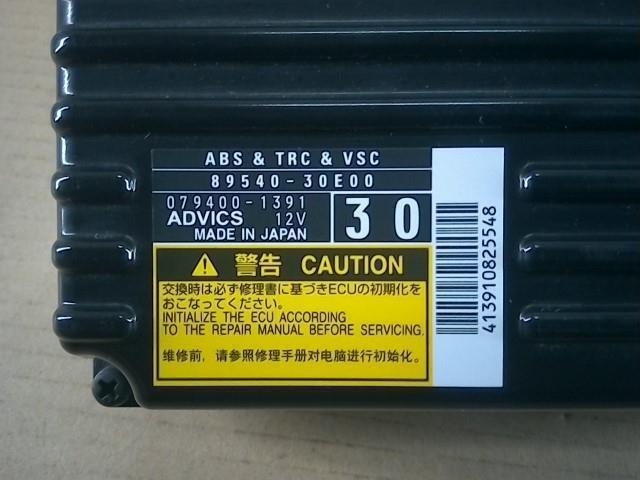 ABS & TRC & VSC
89540-30E00
079400-1391
ADVICS 12V
MADE IN JAPAN
30
警告 CAUTION
交換時は必ず修理書に基づきECUの初期化を
おこなってください。
INITIALIZE THE ECU ACCORDING
TO THE REPAIR MANUAL BEFORE SERVICING.
维修前,请参照修理手册对电脑进行初始化。
413910825548